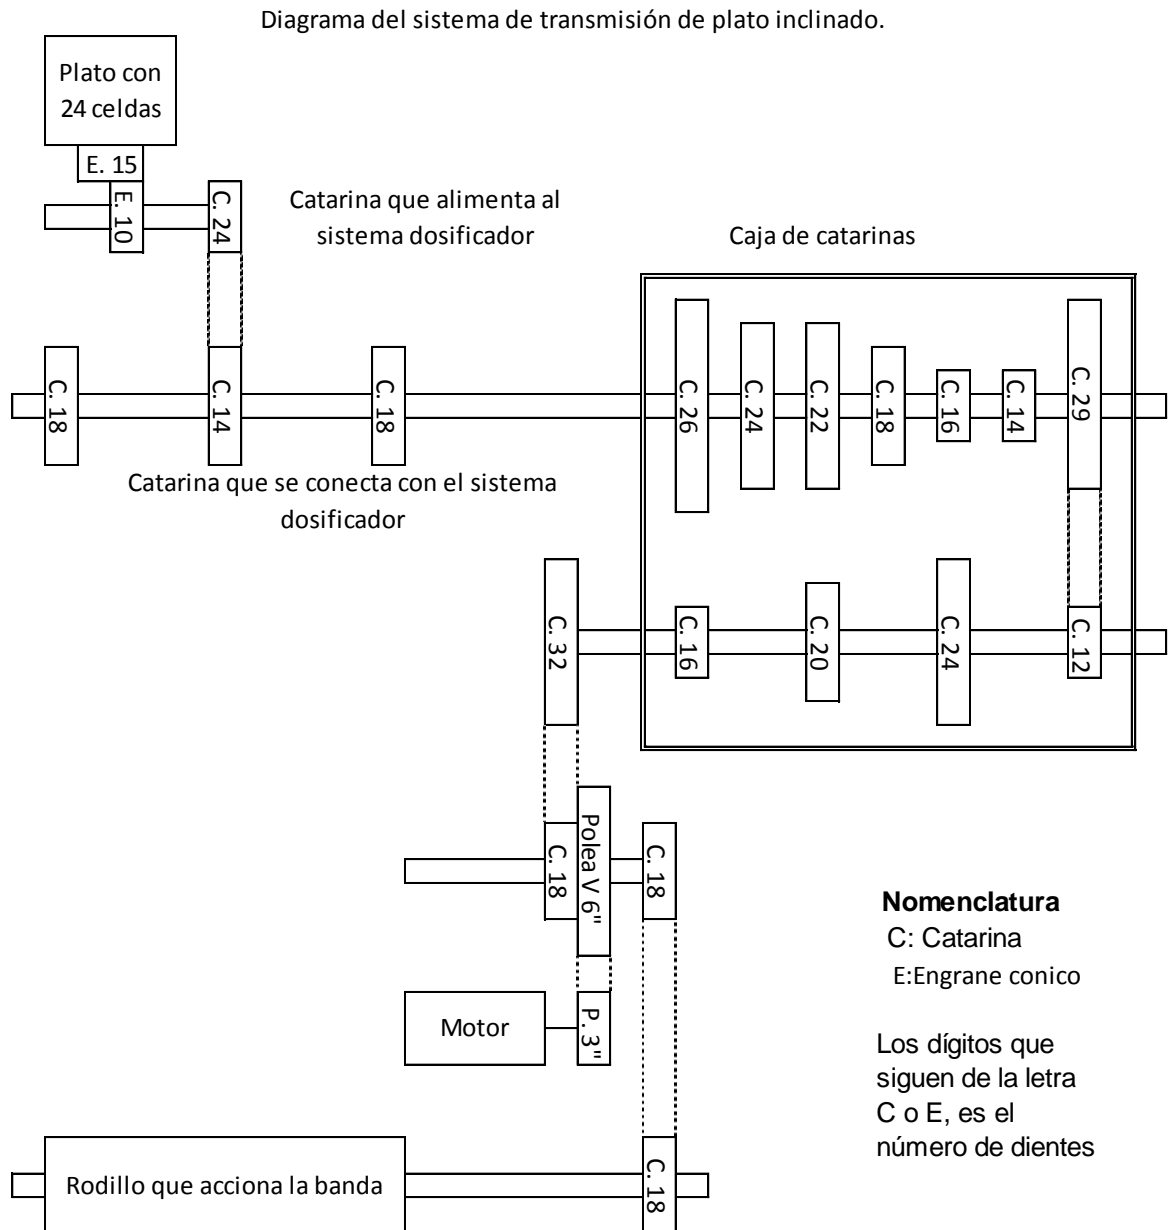 Diagrama del sistema de transmisión de plato inclinado.
Plato con
24 celdas
E. 15
E. 10
C. 24
Catarina que alimenta al
sistema dosificador
Caja de catarinas
C. 18
C. 14
C. 18
C. 26
C. 24
C. 22
C. 18
C. 16
C. 14
C. 29
Catarina que se conecta con el sistema
dosificador
C. 32
C. 16
C. 20
C. 24
C. 12
C. 18
Polea V 6"
C. 18
Nomenclatura
C: Catarina
E:Engrane conico
Motor
P. 3"
Los dígitos que
siguen de la letra
C o E, es el
número de dientes
Rodillo que acciona la banda
C. 18